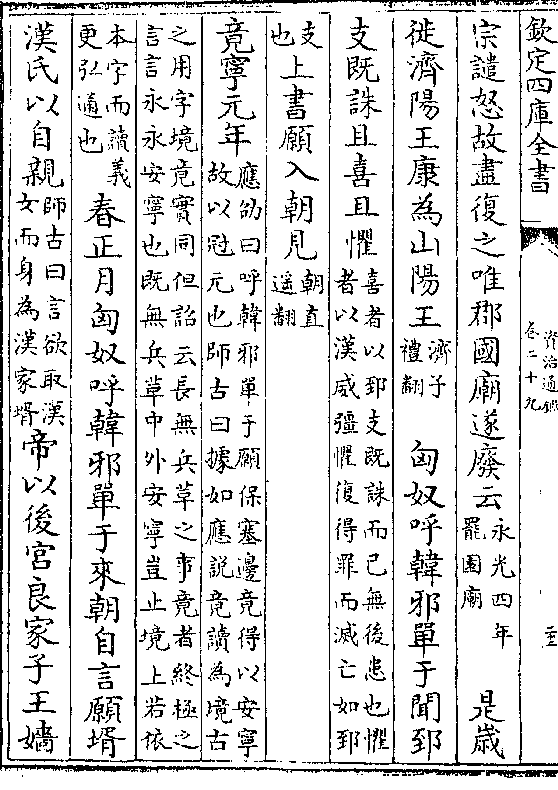 欽定四庫全書
資治通鑑
卷二十九
至
宗譴怒故盡復之唯郡國廟遂廢云
永光四年
罷園廟
是歳
徙濟陽王康為山陽王
濟子
禮翻
匈奴呼韓邪單于聞郅
支既誅且喜且懼
喜者以郅支既誅而已無後患也懼
者以漢威彊懼復得罪而滅亡如郅
支
也
上書願入朝見
朝直
遥翻
竟寧元年
應劭曰呼韓邪單于願保塞邊竟得以安寧
故以冠元也師古曰據如應説竟讀為境古
之用字境竟實同但詔云長無兵革之事竟者終極之
言言永永安寧也既無兵革中外安寧豈止境上若依
本字而讀義
更弘通也
春正月匈奴呼韓邪單于來朝自言願壻
漢氏以自親
師古曰言欲取漢
女而身為漢家壻
帝以後宮良家子王嬙